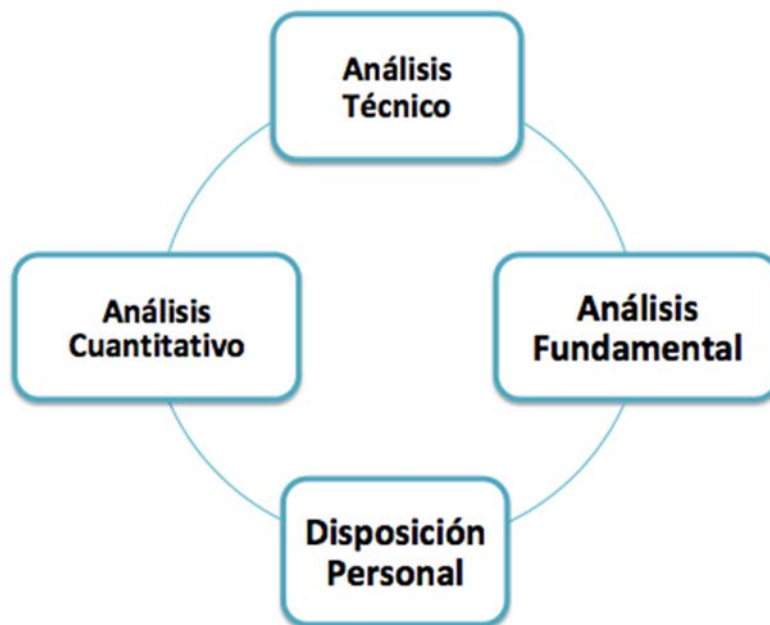 Análisis
Técnico
Análisis
Cuantitativo
Análisis
Fundamental
Disposición
Personal